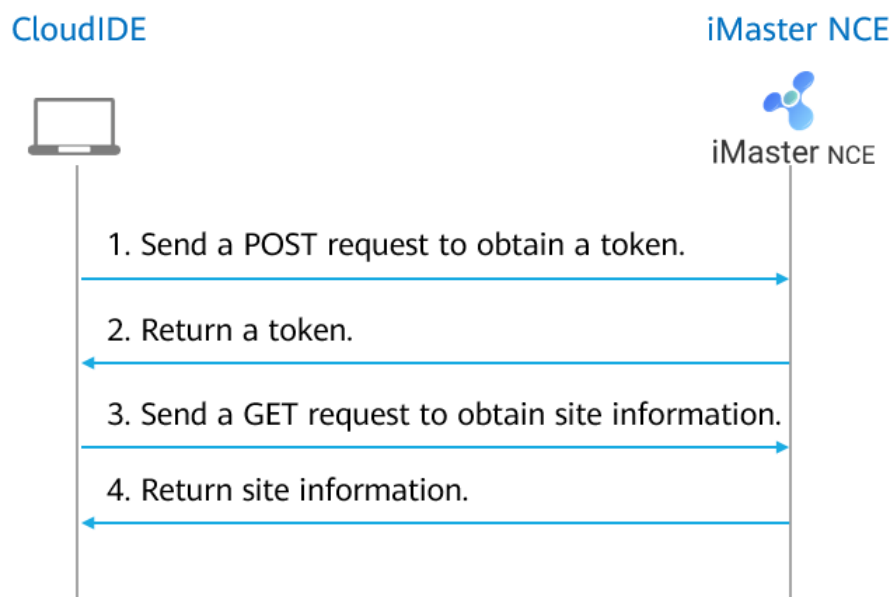 CloudIDE
iMaster NCE
iMaster NCE
1. Send a POST request to obtain a token.
2. Return a token.
3. Send a GET request to obtain site information.
4. Return site information.